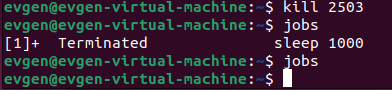 evgen@evgen-virtual-machine:~$ kill 2503
evgen@evgen-virtual-machine:~$ jobs
[1]+  Terminated              sleep 1000
evgen@evgen-virtual-machine:~$ jobs
evgen@evgen-virtual-machine:~$